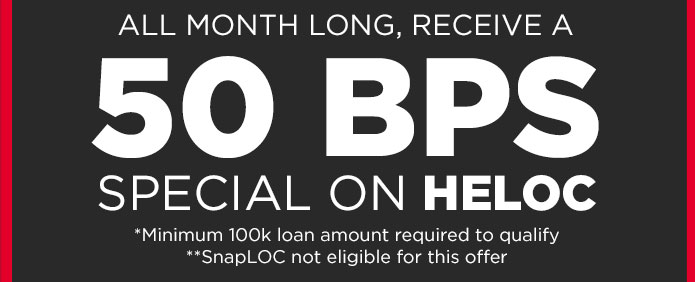 ALL MONTH LONG, RECEIVE A
50 BPS
SPECIAL ON HELOC
*Minimum 100k loan amount required to qualify
**SnapLOC not eligible for this offer